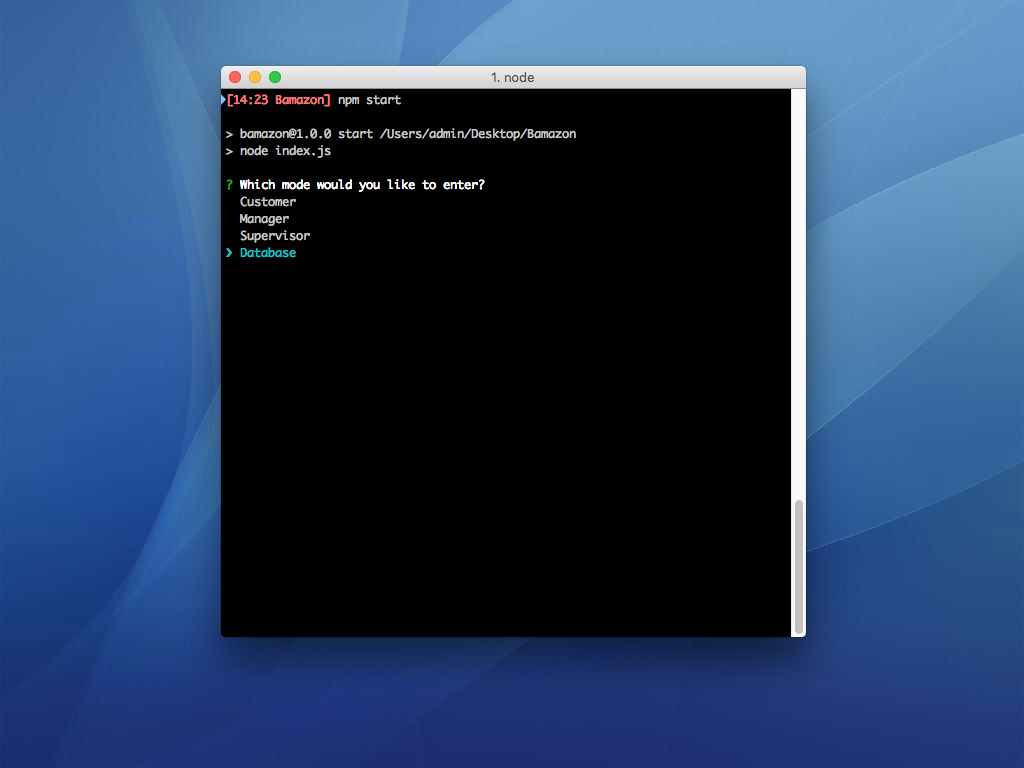 1. node
[14:23 Bamazon] npm start
> bamazon@1.0.0 start /Users/admin/Desktop/Bamazon
> node index.js
? Which mode would you like to enter?
Customer
Manager
Supervisor
❯ Database